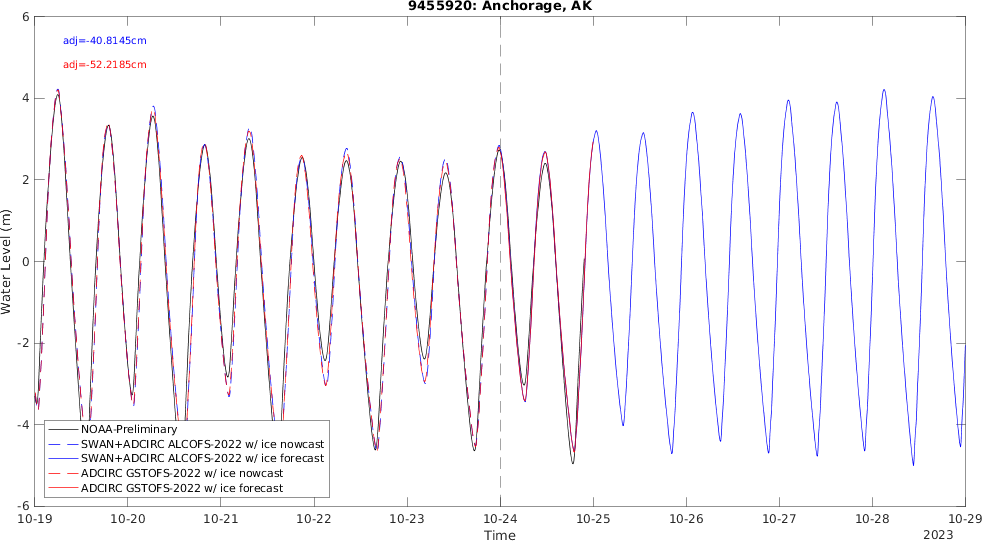 9455920: Anchorage, AK
adj=-40.8145cm
adj=-52.2185cm
Water Level (m)
6
4
2
0
-2
-4
-6
NOAA-Preliminary
SWAN+ADCIRC ALCOFS-2022 w/ ice nowcast
SWAN+ADCIRC ALCOFS-2022 w/ ice forecast
ADCIRC GSTOFS-2022 w/ ice nowcast
ADCIRC GSTOFS-2022 w/ ice forecast
10-19 10-20 10-21 10-22 10-23 10-24 10-25 10-26 10-27 10-28 10-29
Time
2023